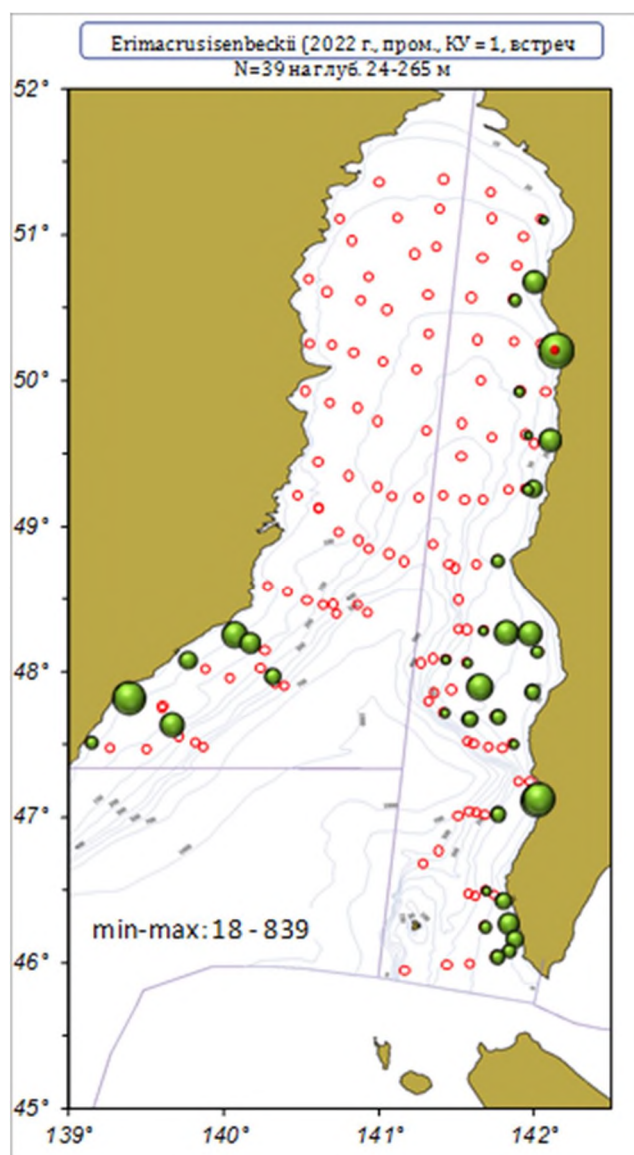 Erimacrusisenbeckii (2022 г., пром., КУ = 1, встреч
N=39 на глуб. 24-265 м
52°
51°
50°
49°
48°
47°
46°
45°
min-max: 18 - 839
139° 140° 141° 142°